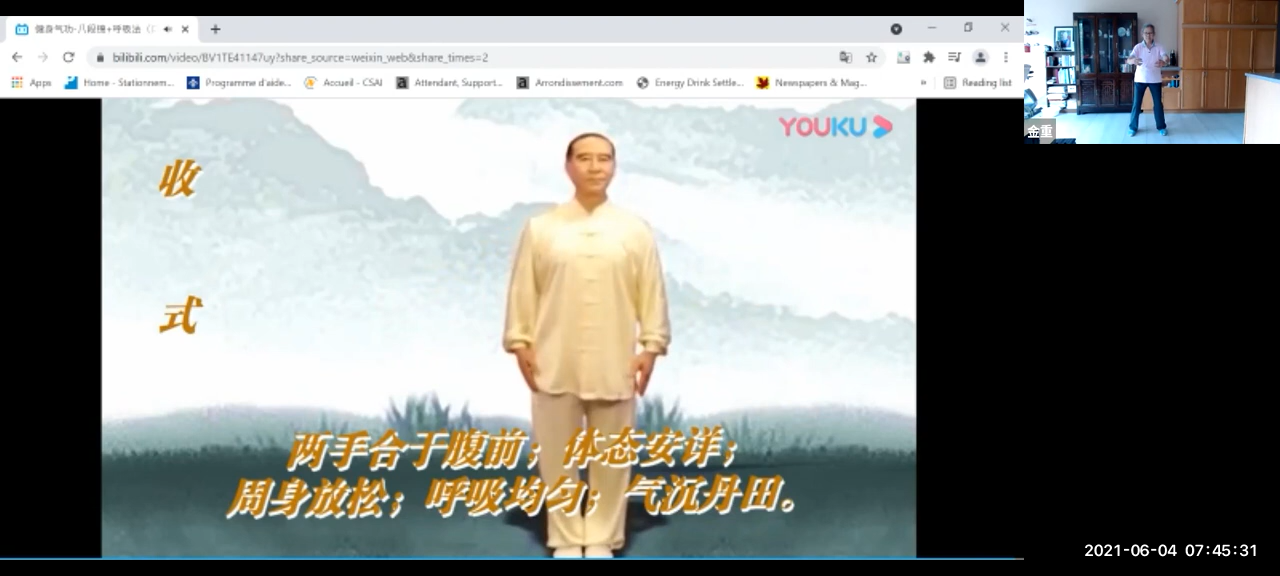 健身气功-八段锦+呼吸法
bilibili.com/video/BV1TE41147uy?share_source=weixin_web&share_times=2
Apps
Home - Stationnem...
Programme d'aide...
Accueil - CSAI
Attendant, Support...
Arrondissement.com
Energy Drink Settle...
Newspapers & Mag...
»
Reading list
YOUKU
收
式
两手合于腹前；体态安详；
周身放松；呼吸均匀；气沉丹田。
金重
2021-06-04 07:45:31